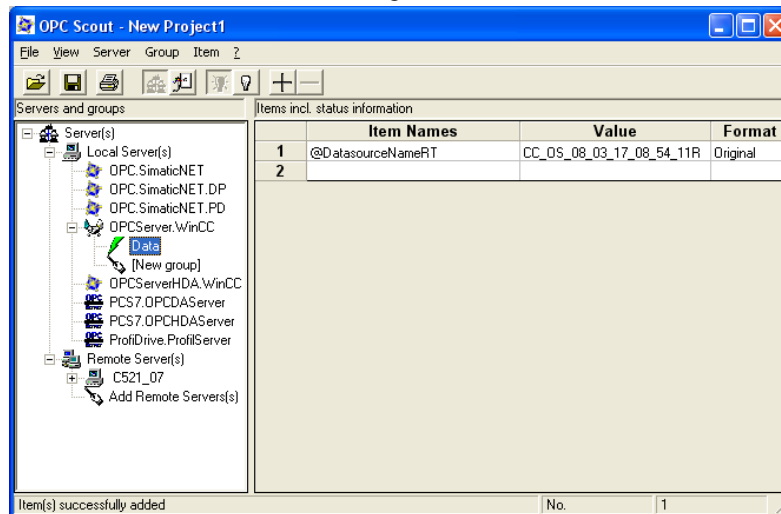 OPC Scout - New Project1
File View Server Group Item ?
Servers and groups
Items incl. status information
Server(s)
Local Server(s)
OPC.SimaticNET
OPC.SimaticNET.DP
OPC.SimaticNET.PD
OPCServer.WinCC
Data
[New group]
OPCServerHDA.WinCC
PCS7.OPCDAServer
PCS7.OPCHDAServer
ProfiDrive.ProfilServer
Remote Server(s)
C521_07
Add Remote Servers(s)
Item Names Value Format
1 @DatasourceNameRT CC_OS_08_03_17_08_54_11R Original
2
Item(s) successfully added No. 1